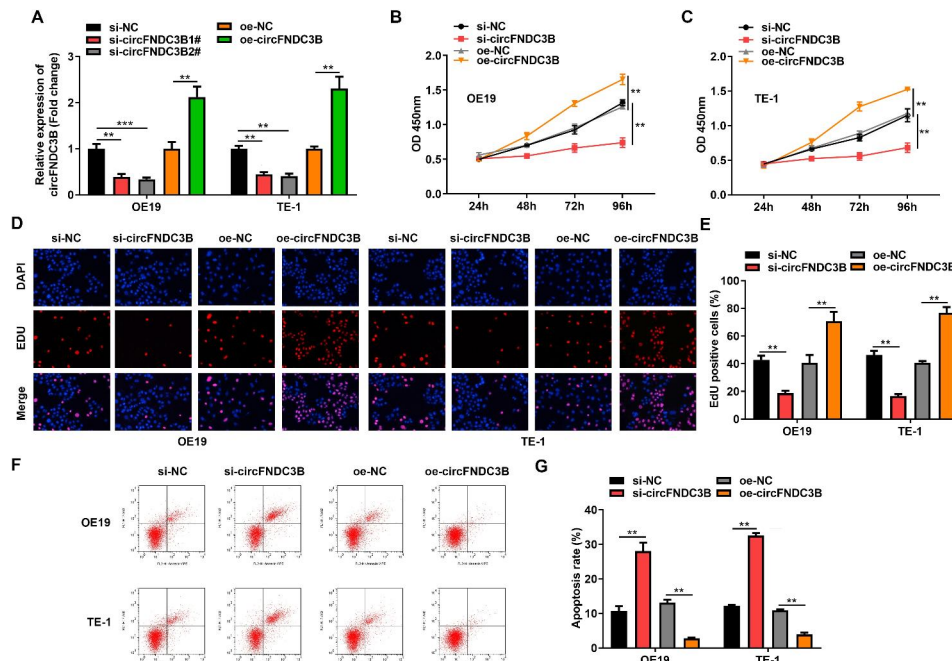 A
si-NC
si-circFNDC3B1#
si-circFNDC3B2#
oe-NC
oe-circFNDC3B
Relative expression of
circFNDC3B (Fold change)
3
2
1
0
***
**
**
**
**
**
OE19
TE-1
B
si-NC
si-circFNDC3B
oe-NC
oe-circFNDC3B
OD 450nm
2.0
1.5
1.0
0.5
0.0
OE19
**
**
24h 48h 72h 96h
C
si-NC
si-circFNDC3B
oe-NC
oe-circFNDC3B
OD 450nm
2.0
1.5
1.0
0.5
0.0
TE-1
**
**
24h 48h 72h 96h
D
si-NC si-circFNDC3B oe-NC oe-circFNDC3B si-NC si-circFNDC3B oe-NC oe-circFNDC3B
DAPI
EDU
Merge
OE19 TE-1
E
si-NC
si-circFNDC3B
oe-NC
oe-circFNDC3B
EdU positive cells (%)
100
80
60
40
20
0
**
**
**
**
OE19 TE-1
F
si-NC si-circFNDC3B oe-NC oe-circFNDC3B
OE19
TE-1
G
si-NC
si-circFNDC3B
oe-NC
oe-circFNDC3B
Apoptosis rate (%)
40
30
20
10
0
**
**
**
**
OE19 TE-1